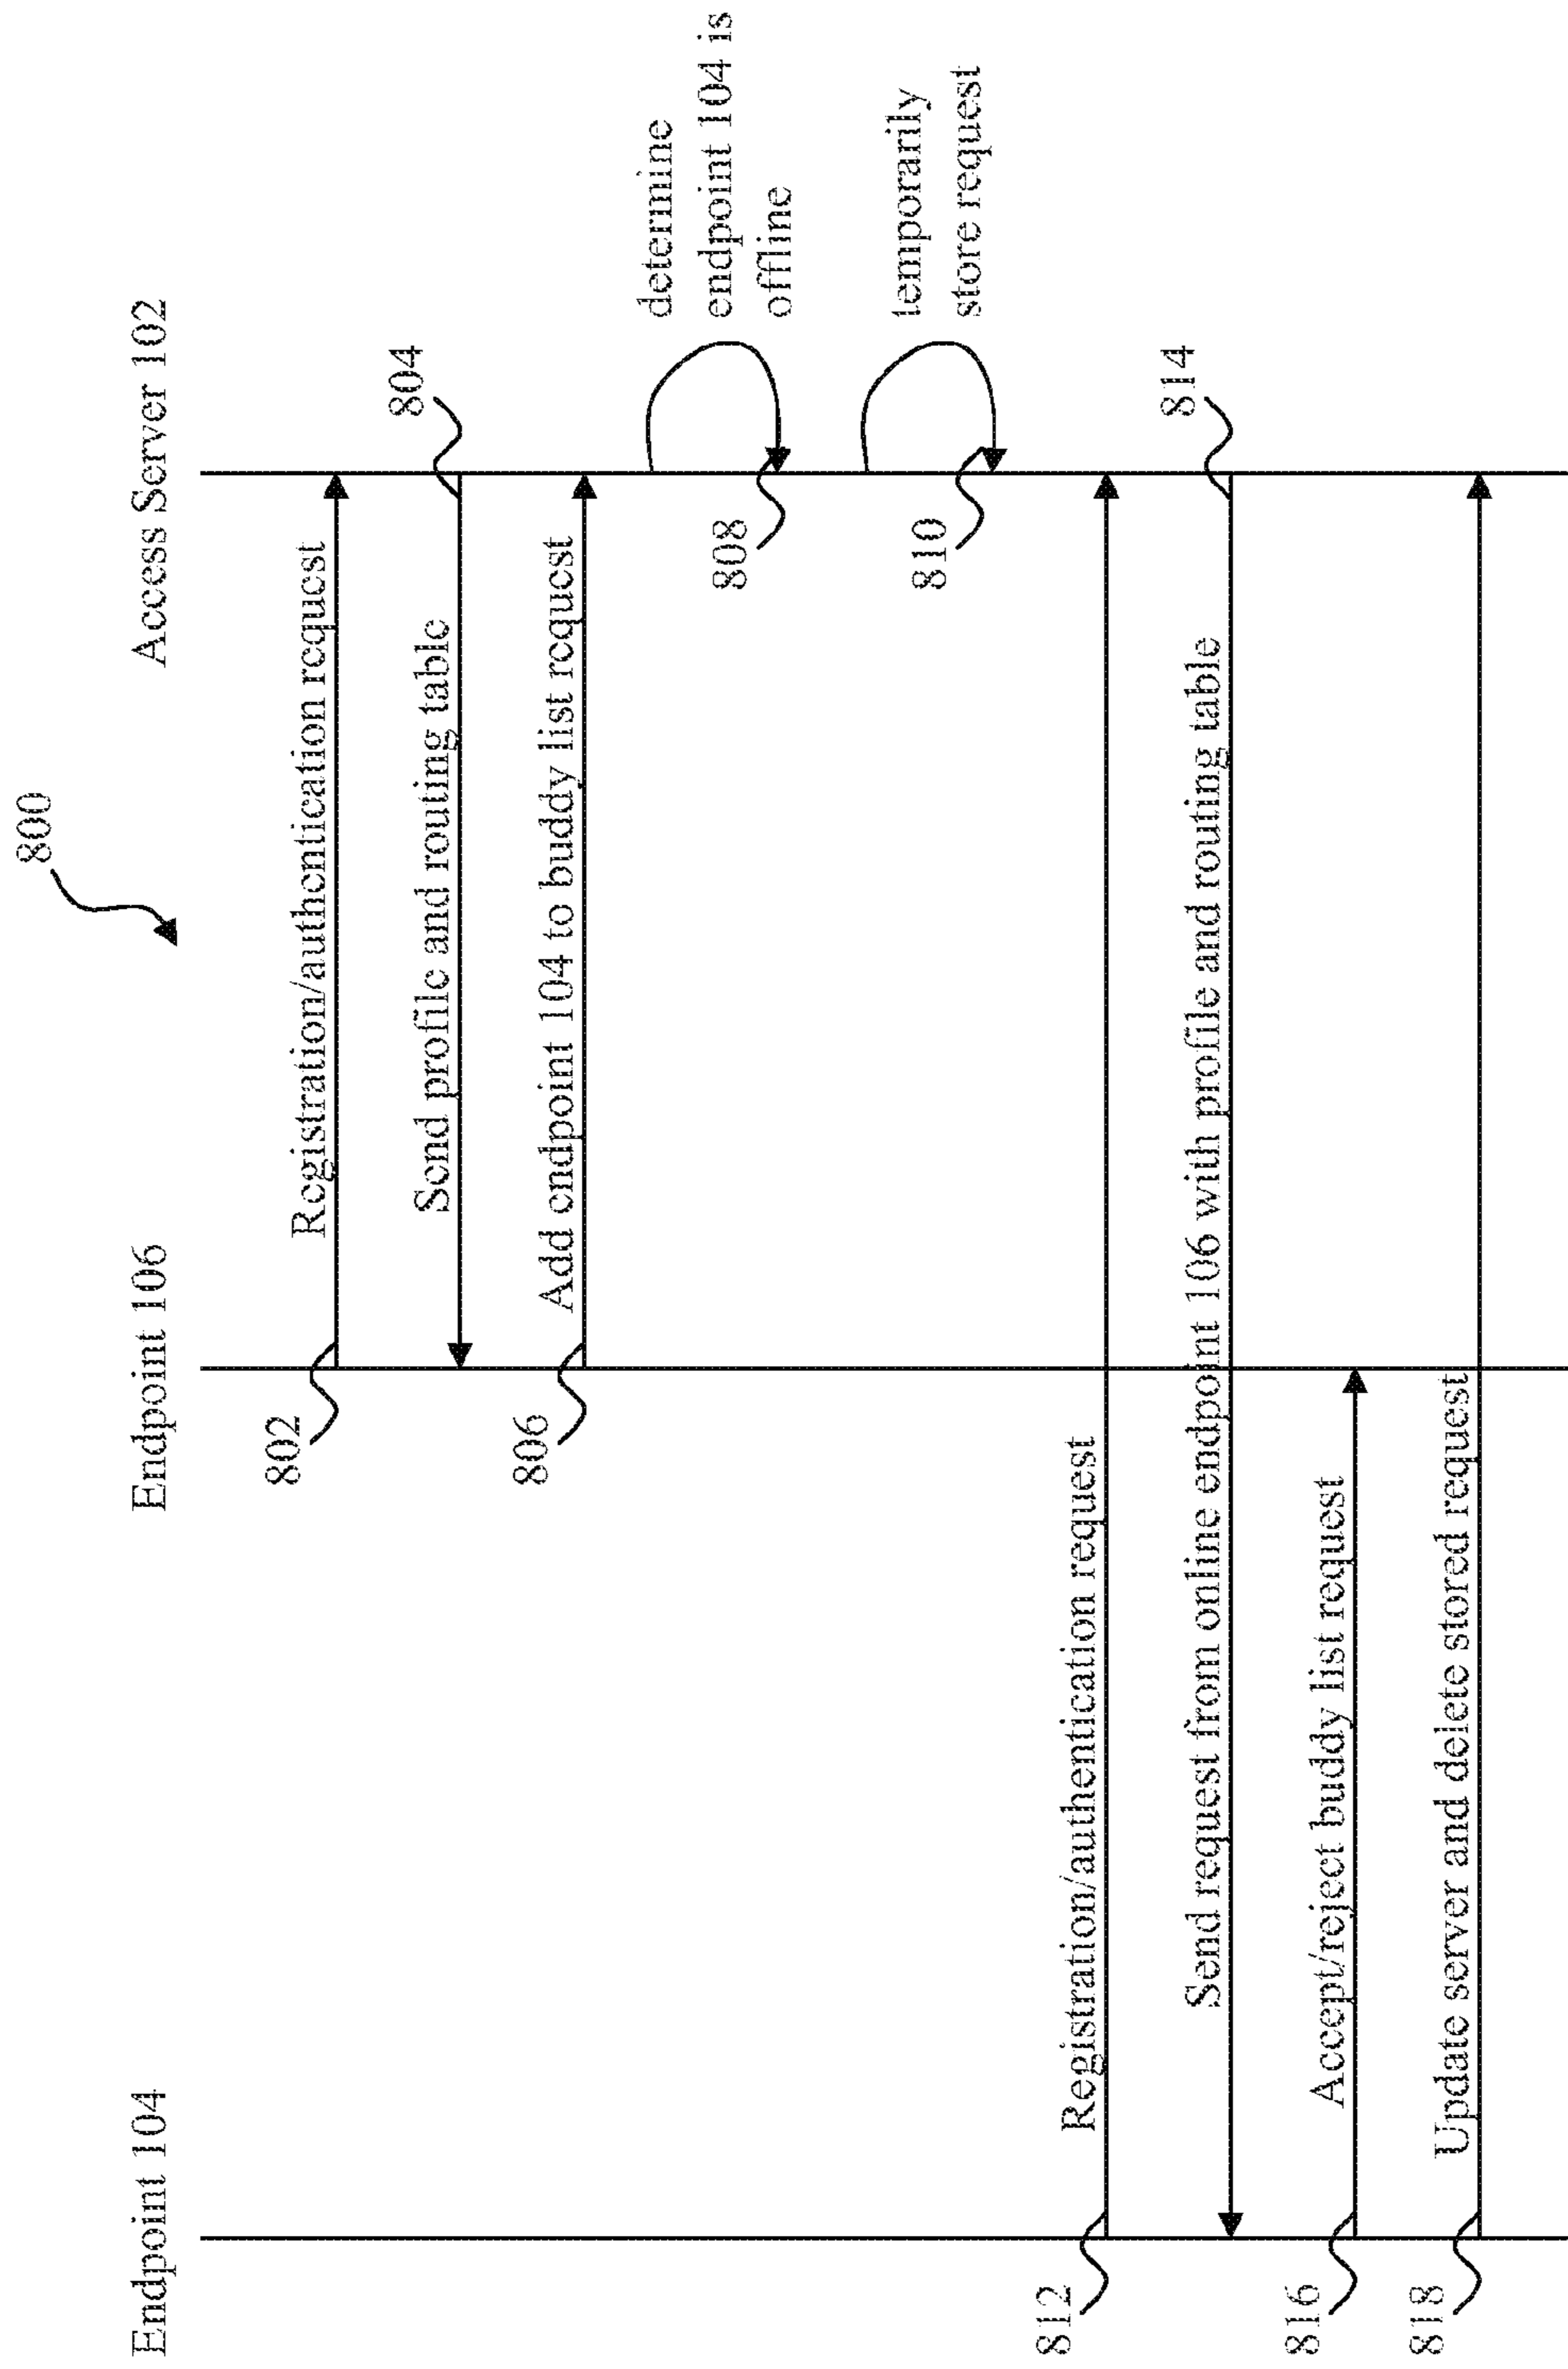 800
Endpoint 104
Endpoint 106
Access Server 102
802
Registration/authentication request
804
Send profile and routing table
806
Add endpoint 104 to buddy list request
808
determine
endpoint 104 is
offline
810
temporarily
store request
812
Registration/authentication request
814
Send request from online endpoint 106 with profile and routing table
816
Accept/reject buddy list request
818
Update server and delete stored request